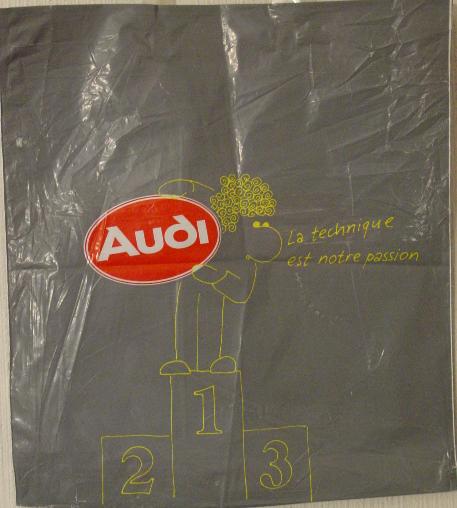 Audi
La technique
est notre passion
1
2
3